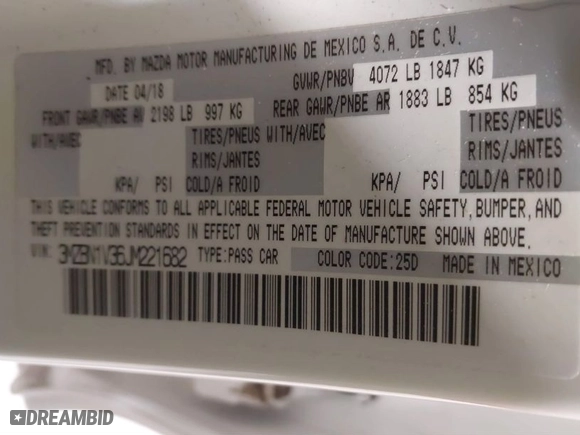 MFD. BY MAZDA MOTOR MANUFACTURING DE MEXICO S.A. DE C.V.
DATE 04/18 GVWR/PNBV 4072 LB 1847 KG
FRONT GAWR/PNBE AV 2198 LB 997 KG REAR GAWR/PNBE AR 1883 LB 854 KG
WITH/AVEC TIRES/PNEUS WITH/AVEC TIRES/PNEUS
RIMS/JANTES RIMS/JANTES
KPA/ PSI COLD/A FROID KPA/ PSI COLD/A FROID
THIS VEHICLE CONFORMS TO ALL APPLICABLE FEDERAL MOTOR VEHICLE SAFETY, BUMPER, AND
THEFT PREVENTION STANDARDS IN EFFECT ON THE DATE OF MANUFACTURE SHOWN ABOVE.
VIN: 3MZBN1V36JM221682 TYPE:PASS CAR COLOR CODE:25D MADE IN MEXICO
DREAMBID